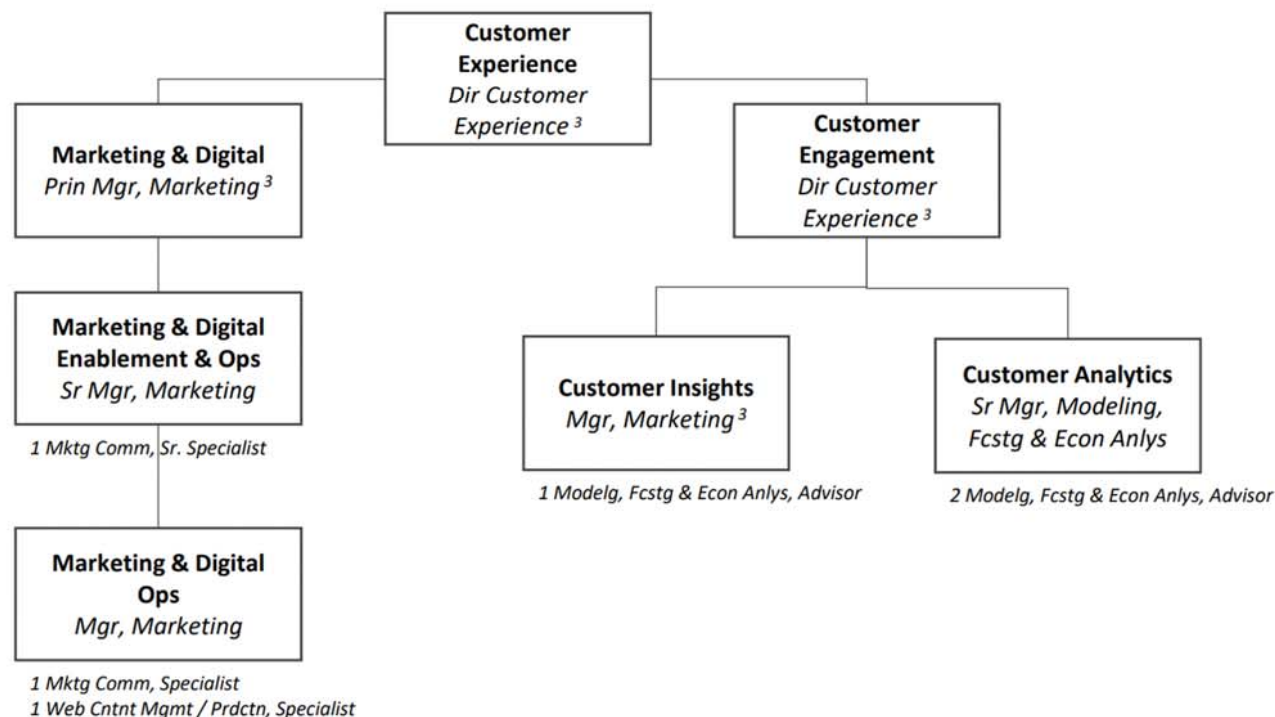 Customer
Experience
Dir Customer
Experience ³
Marketing & Digital
Prin Mgr, Marketing ³
Customer
Engagement
Dir Customer
Experience ³
Marketing & Digital
Enablement & Ops
Sr Mgr, Marketing
1 Mktg Comm, Sr. Specialist
Customer Insights
Mgr, Marketing ³
1 Modelg, Fcstg & Econ Anlys, Advisor
Customer Analytics
Sr Mgr, Modeling,
Fcstg & Econ Anlys
2 Modelg, Fcstg & Econ Anlys, Advisor
Marketing & Digital
Ops
Mgr, Marketing
1 Mktg Comm, Specialist
1 Web Cntnt Mgmt / Prdctn, Specialist